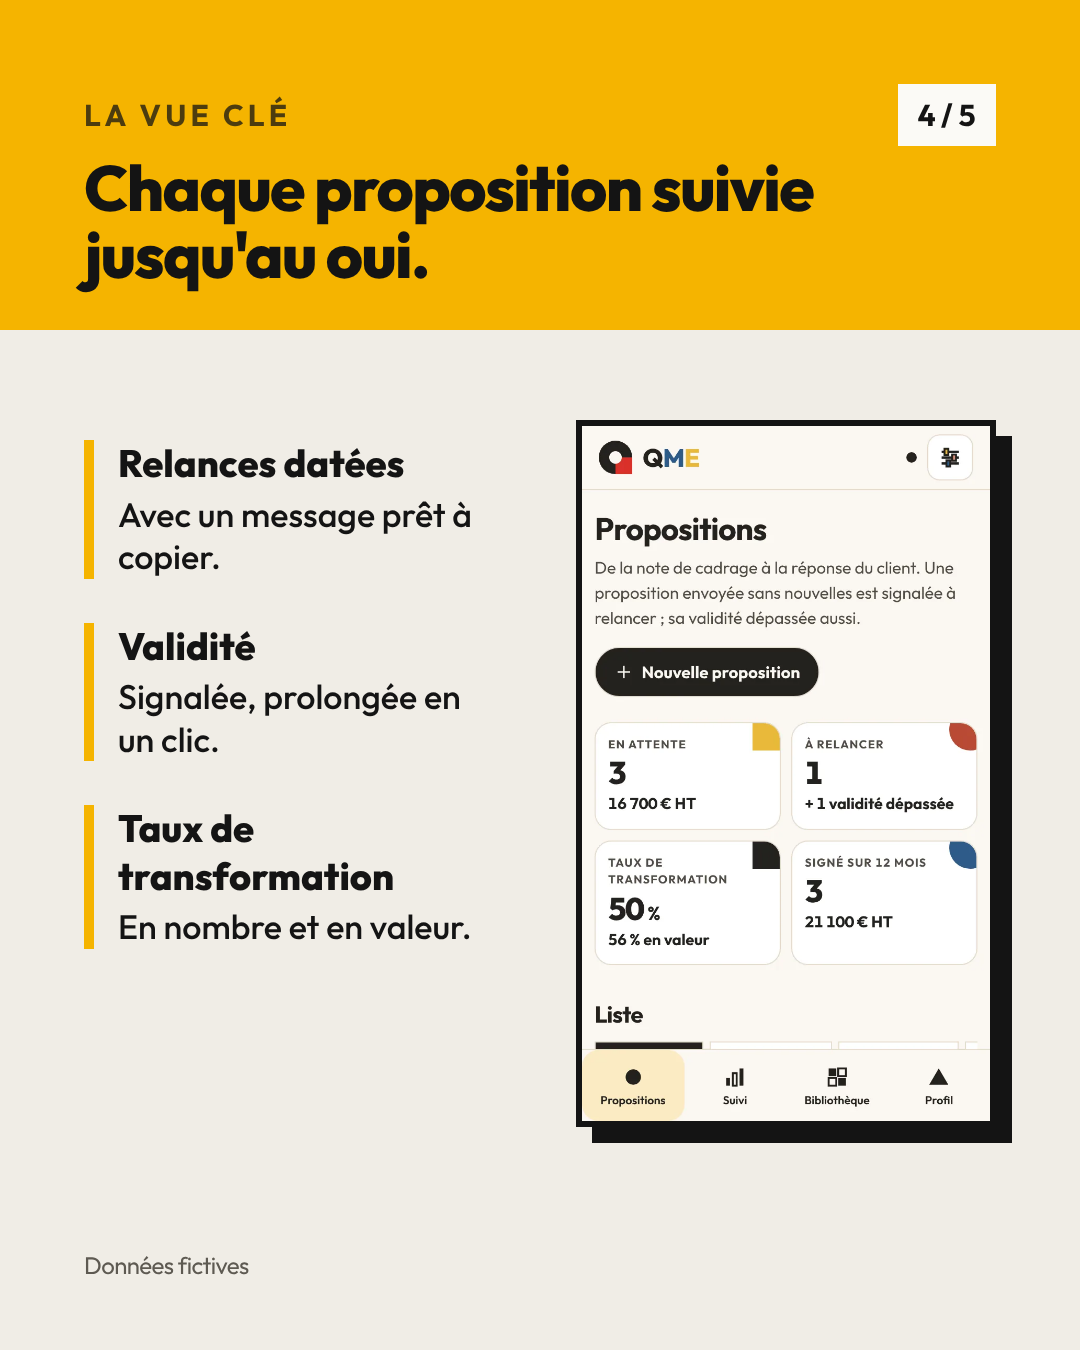 LA VUE CLÉ
4 / 5
Chaque proposition suivie
jusqu'au oui.
Relances datées
Avec un message prêt à
copier.
Validité
Signalée, prolongée en
un clic.
Taux de
transformation
En nombre et en valeur.
QME
Propositions
De la note de cadrage à la réponse du client. Une
proposition envoyée sans nouvelles est signalée à
relancer ; sa validité dépassée aussi.
+ Nouvelle proposition
EN ATTENTE
3
16 700 € HT
À RELANCER
1
+ 1 validité dépassée
TAUX DE
TRANSFORMATION
50 %
56 % en valeur
SIGNÉ SUR 12 MOIS
3
21 100 € HT
Liste
Propositions
Suivi
Bibliothèque
Profil
Données fictives